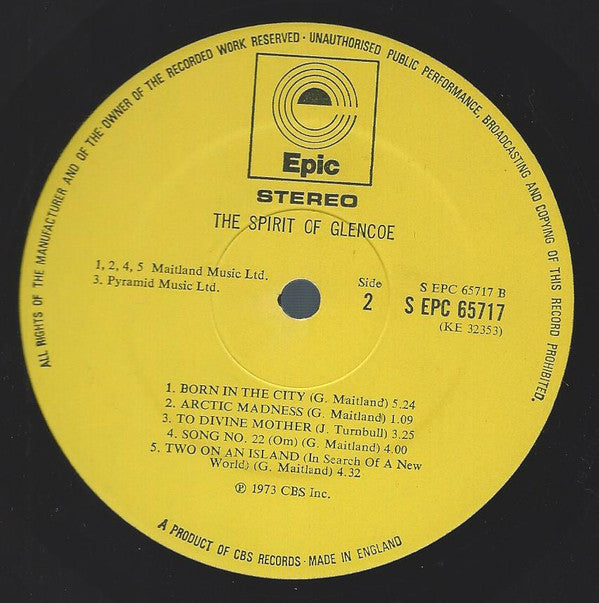 ALL RIGHTS OF THE MANUFACTURER AND OF THE OWNER OF THE RECORDED WORK RESERVED · UNAUTHORISED PUBLIC PERFORMANCE, BROADCASTING AND COPYING OF THIS RECORD PROHIBITED.
Epic
STEREO
THE SPIRIT OF GLENCOE
1, 2, 4, 5 Maitland Music Ltd.
3. Pyramid Music Ltd.
Side
2
S EPC 65717 B
S EPC 65717
(KE 32353)
1. BORN IN THE CITY (G. Maitland) 5.24
2. ARCTIC MADNESS (G. Maitland) 1.09
3. TO DIVINE MOTHER (J. Turnbull) 3.25
4. SONG NO. 22 (Om) (G. Maitland) 4.00
5. TWO ON AN ISLAND (In Search Of A New
World) (G. Maitland) 4.32
℗ 1973 CBS Inc.
A PRODUCT OF CBS RECORDS · MADE IN ENGLAND